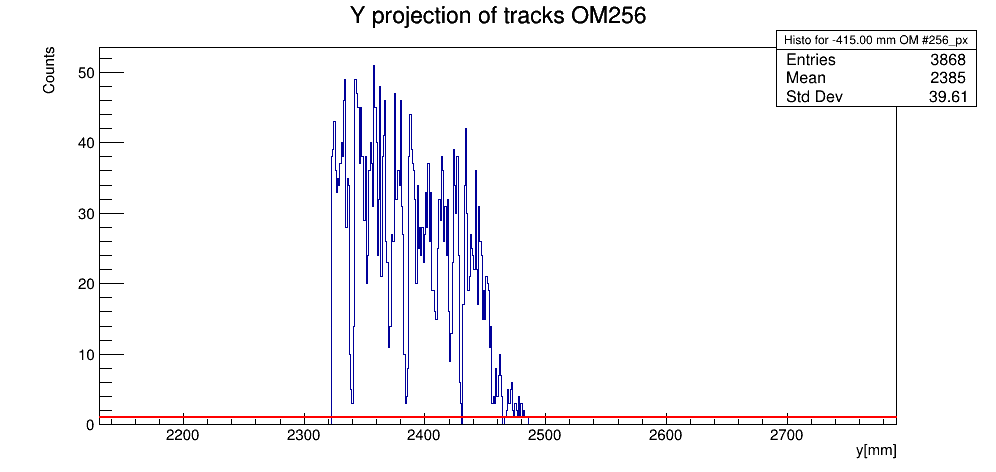 Y projection of tracks OM256
Histo for -415.00 mm OM #256_px
Entries 3868
Mean 2385
Std Dev 39.61
Counts
50
40
30
20
10
0
2200 2300 2400 2500 2600 2700
y[mm]